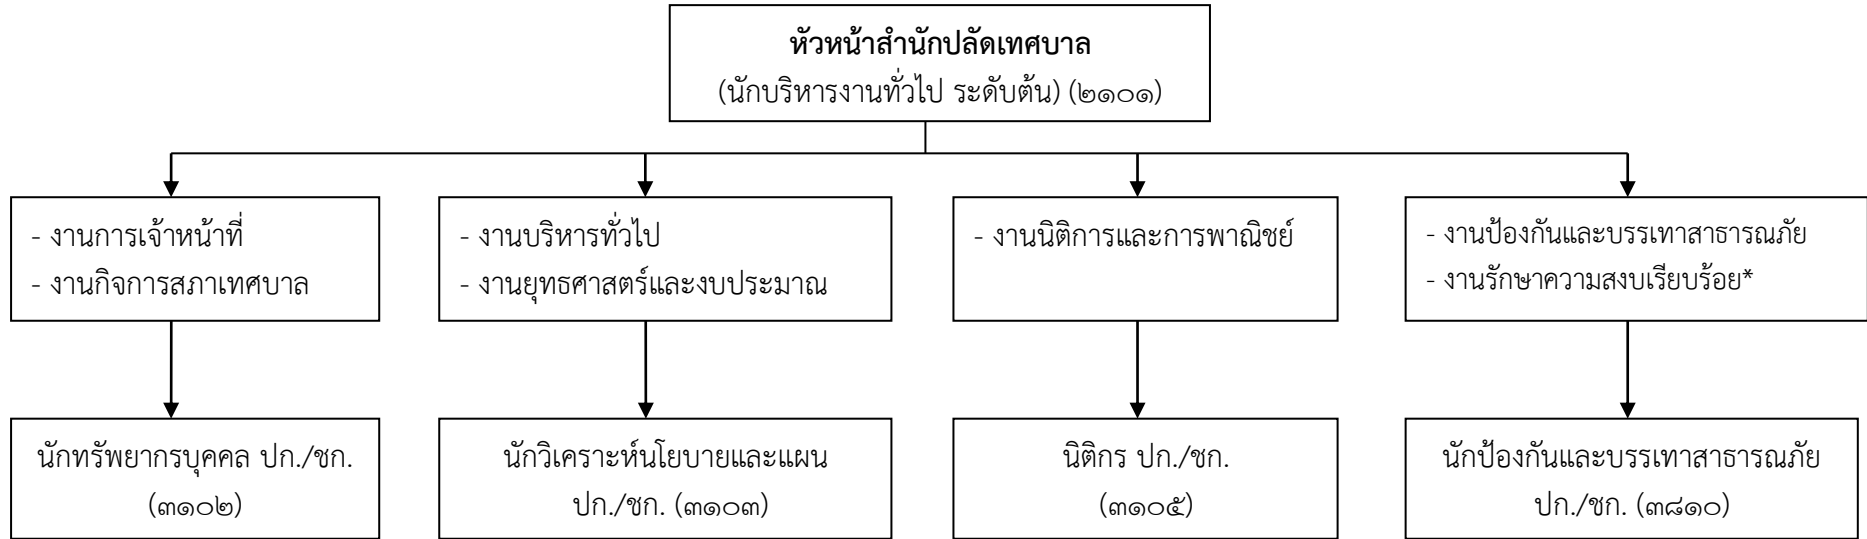 หัวหน้าสำนักปลัดเทศบาล
(นักบริหารงานทั่วไป ระดับต้น) (๒๑๐๑)
- งานการเจ้าหน้าที่
- งานกิจการสภาเทศบาล
- งานบริหารทั่วไป
- งานยุทธศาสตร์และงบประมาณ
- งานนิติการและการพาณิชย์
- งานป้องกันและบรรเทาสาธารณภัย
- งานรักษาความสงบเรียบร้อย*
นักทรัพยากรบุคคล ปก./ชก.
(๓๑๐๒)
นักวิเคราะห์นโยบายและแผน
ปก./ชก. (๓๑๐๓)
นิติกร ปก./ชก.
(๓๑๐๕)
นักป้องกันและบรรเทาสาธารณภัย
ปก./ชก. (๓๘๑๐)